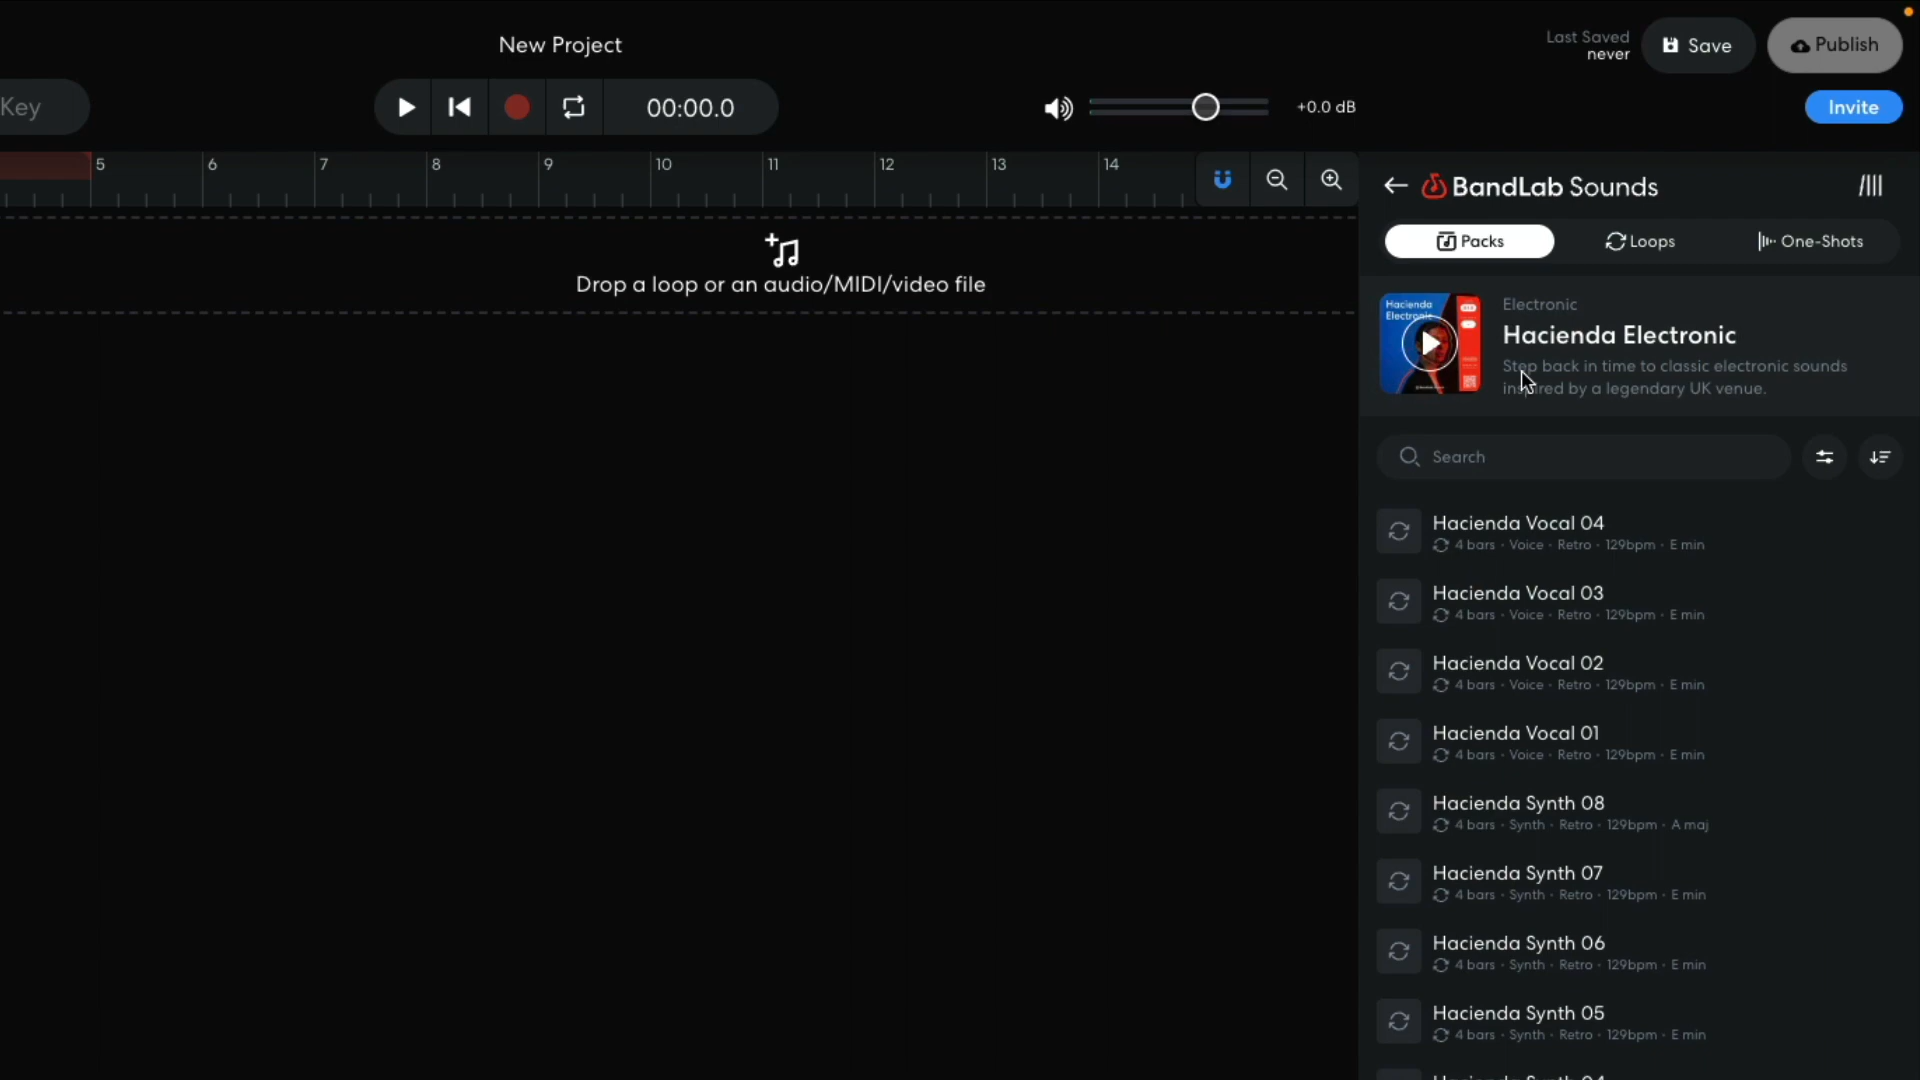 New Project
Last Saved
never
Save
Publish
Key
00:00.0
+0.0 dB
Invite
5 6 7 8 9 10 11 12 13 14
Drop a loop or an audio/MIDI/video file
BandLab Sounds
Packs
Loops
One-Shots
Hacienda
Electronic
Electronic
Hacienda Electronic
Step back in time to classic electronic sounds
inspired by a legendary UK venue.
Search
Hacienda Vocal 04
4 bars · Voice · Retro · 129bpm · E min
Hacienda Vocal 03
4 bars · Voice · Retro · 129bpm · E min
Hacienda Vocal 02
4 bars · Voice · Retro · 129bpm · E min
Hacienda Vocal 01
4 bars · Voice · Retro · 129bpm · E min
Hacienda Synth 08
4 bars · Synth · Retro · 129bpm · A maj
Hacienda Synth 07
4 bars · Synth · Retro · 129bpm · E min
Hacienda Synth 06
4 bars · Synth · Retro · 129bpm · E min
Hacienda Synth 05
4 bars · Synth · Retro · 129bpm · E min